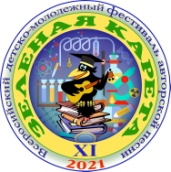 Всероссийский детско-молодежный фестиваль авторской песни
ЗЕЛЕНАЯ КАРЕТА
XI
2021